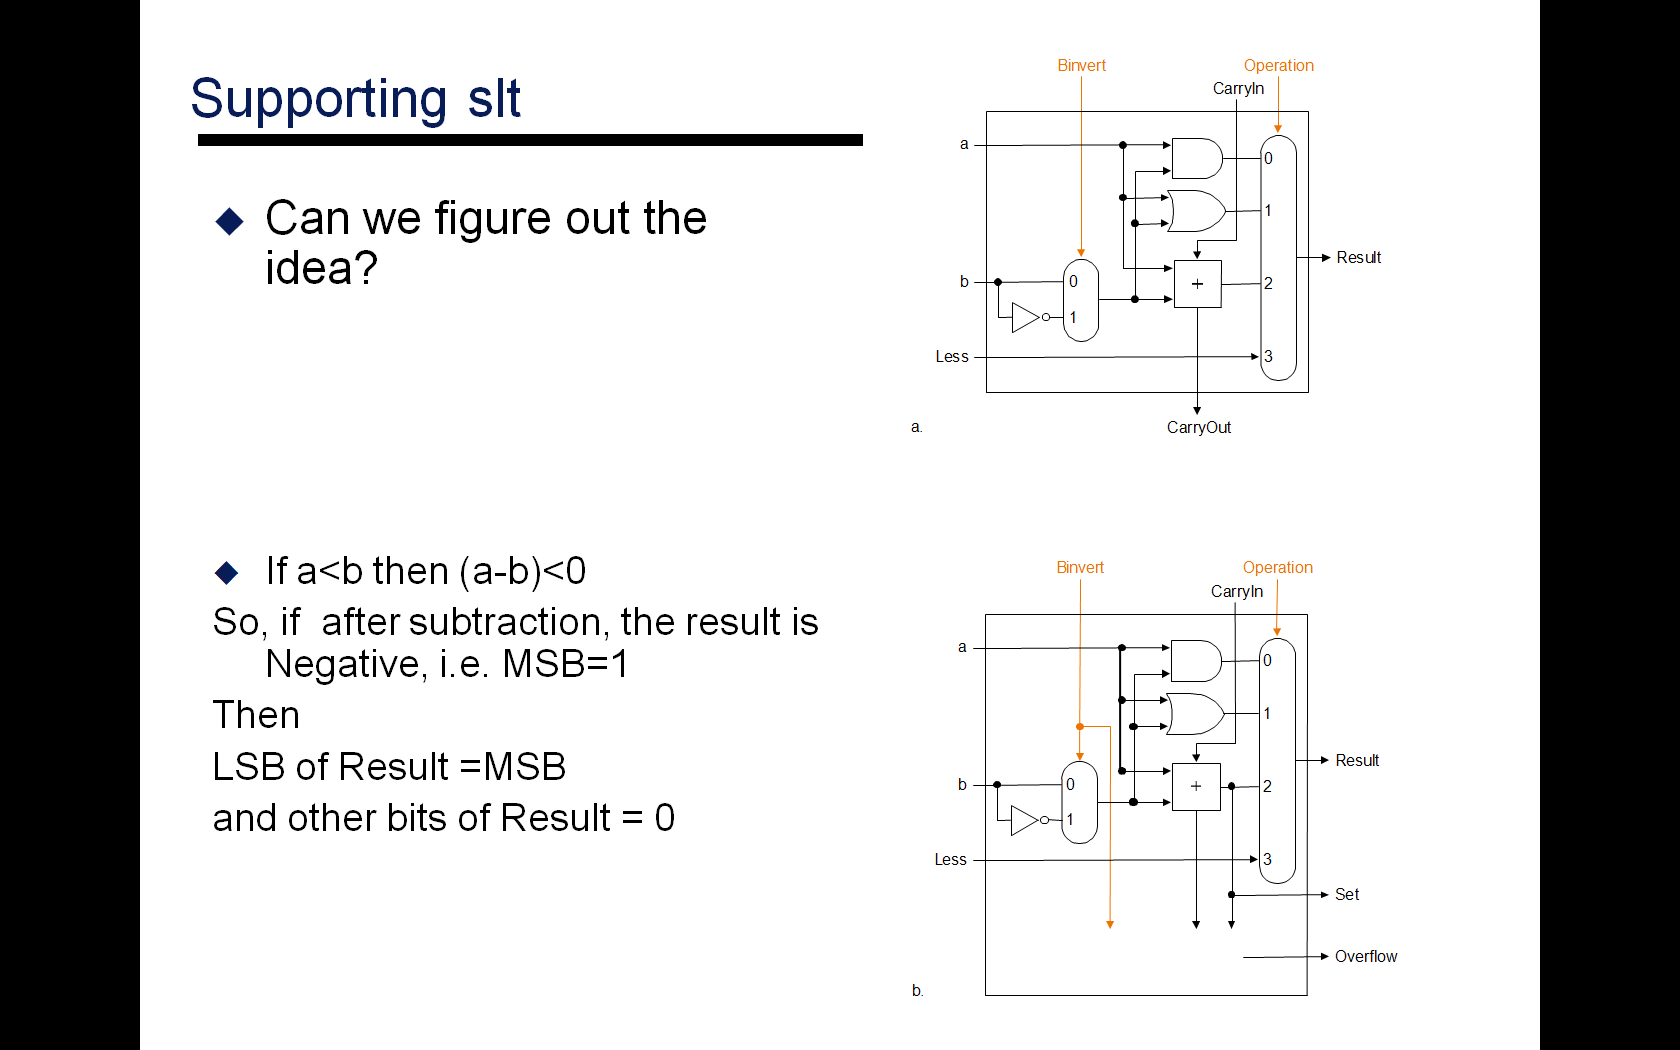 Supporting slt
Can we figure out the
idea?
If a<b then (a-b)<0
So, if  after subtraction, the result is
Negative, i.e. MSB=1
Then
LSB of Result =MSB
and other bits of Result = 0
Binvert
Operation
CarryIn
a
0
1
b
0
+
2
1
Result
Less
3
CarryOut
a.
Binvert
Operation
CarryIn
a
0
1
b
0
+
2
1
Result
Less
3
Set
Overflow
b.